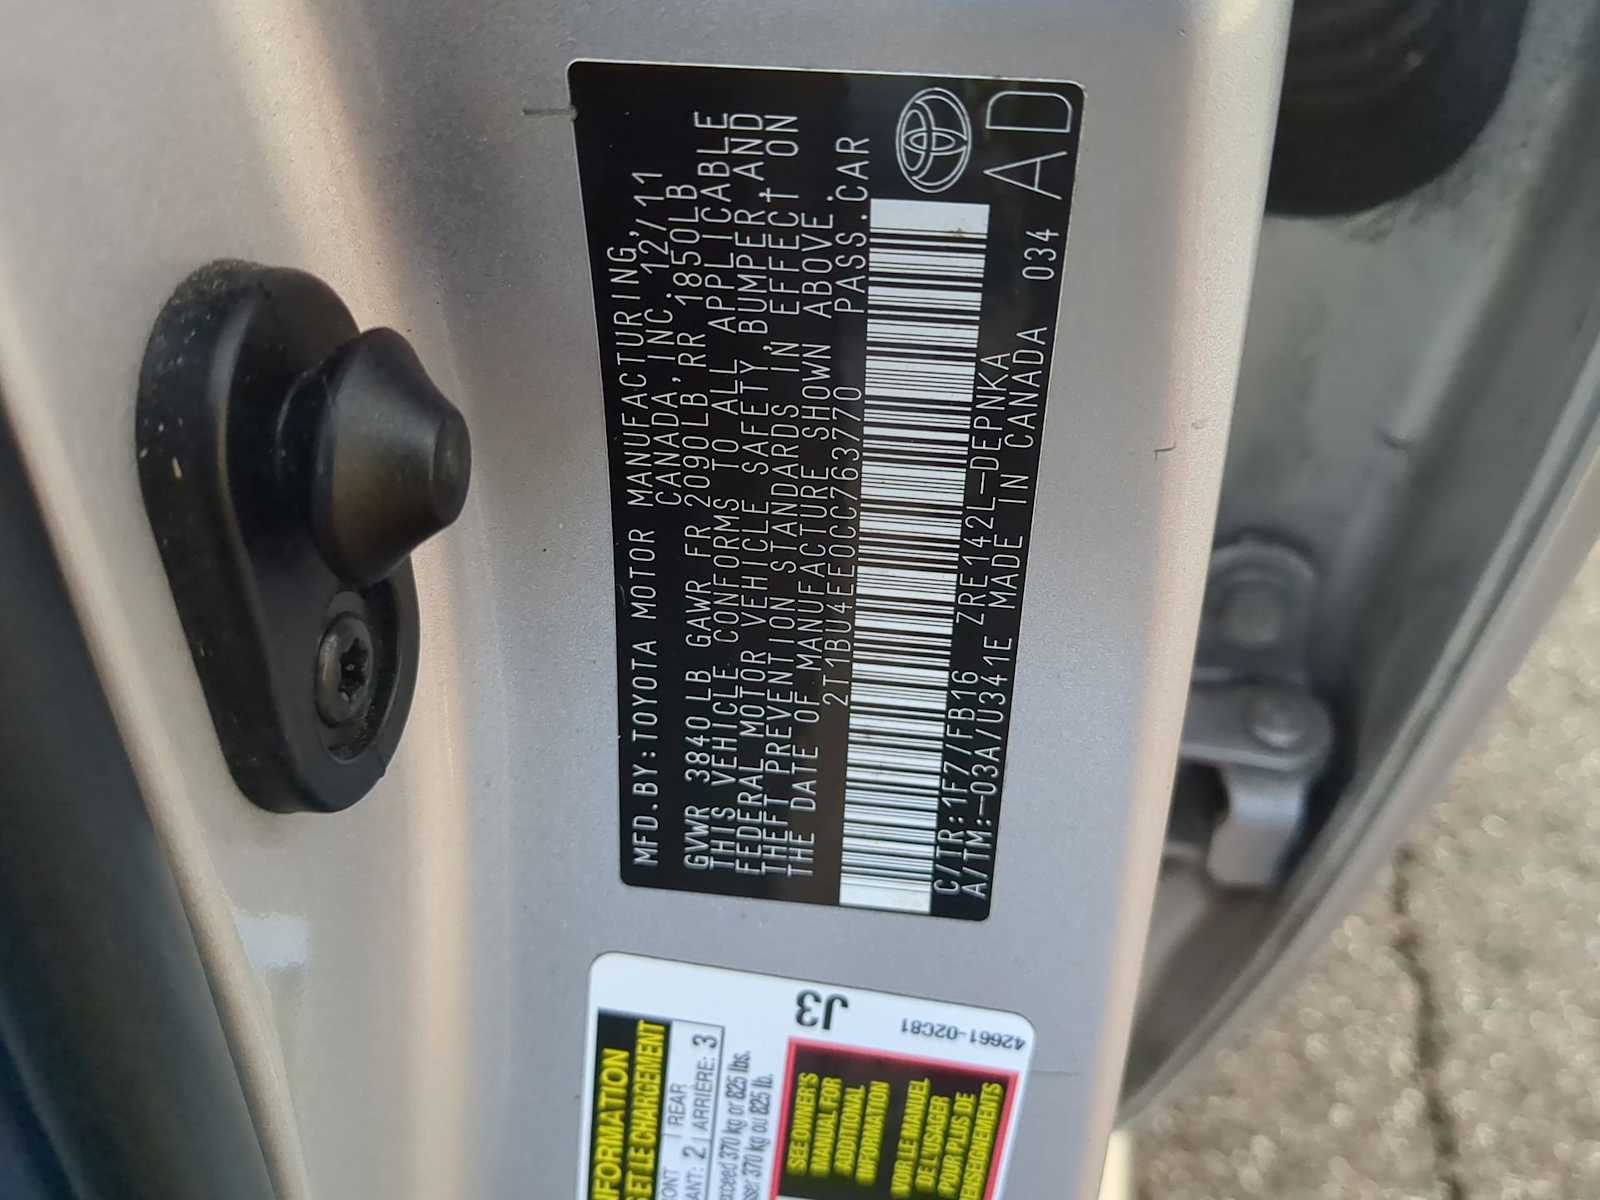 MFD.BY:TOYOTA MOTOR MANUFACTURING,
CANADA, INC. 12/11
GVWR 3840LB GAWR FR 2090LB RR 1850LB
THIS VEHICLE CONFORMS TO ALL APPLICABLE
FEDERAL MOTOR VEHICLE SAFETY, BUMPER AND
THEFT PREVENTION STANDARDS IN EFFECT ON
THE DATE OF MANUFACTURE SHOWN ABOVE.
2T1BU4EE0CC763770 PASS.CAR
C/TR:1F7/FB16 ZRE142L-DEPNKA
A/TM:-03A/U341E MADE IN CANADA 034
AD
J3
42661-02C81
SEE OWNER'S
MANUAL FOR
ADDITIONAL
INFORMATION
VOIR LE MANUEL
DE L'USAGER
POUR PLUS DE
INFORMATION
ET LE CHARGEMENT
REAR
2 ARRIÈRE: 3
exceed 370 kg or 825 lbs.
370 kg ou 825 lb.